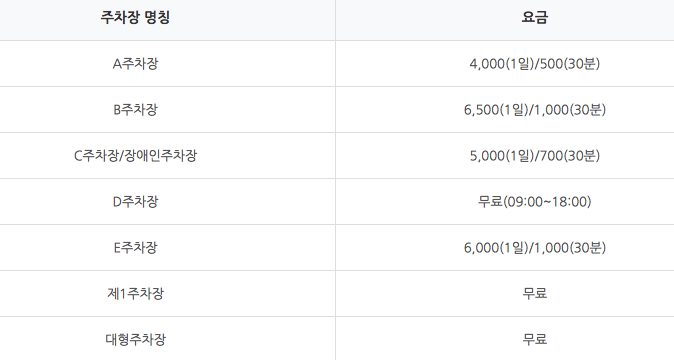 주차장 명칭 요금
A주차장 4,000(1일)/500(30분)
B주차장 6,500(1일)/1,000(30분)
C주차장/장애인주차장 5,000(1일)/700(30분)
D주차장 무료(09:00~18:00)
E주차장 6,000(1일)/1,000(30분)
제1주차장 무료
대형주차장 무료